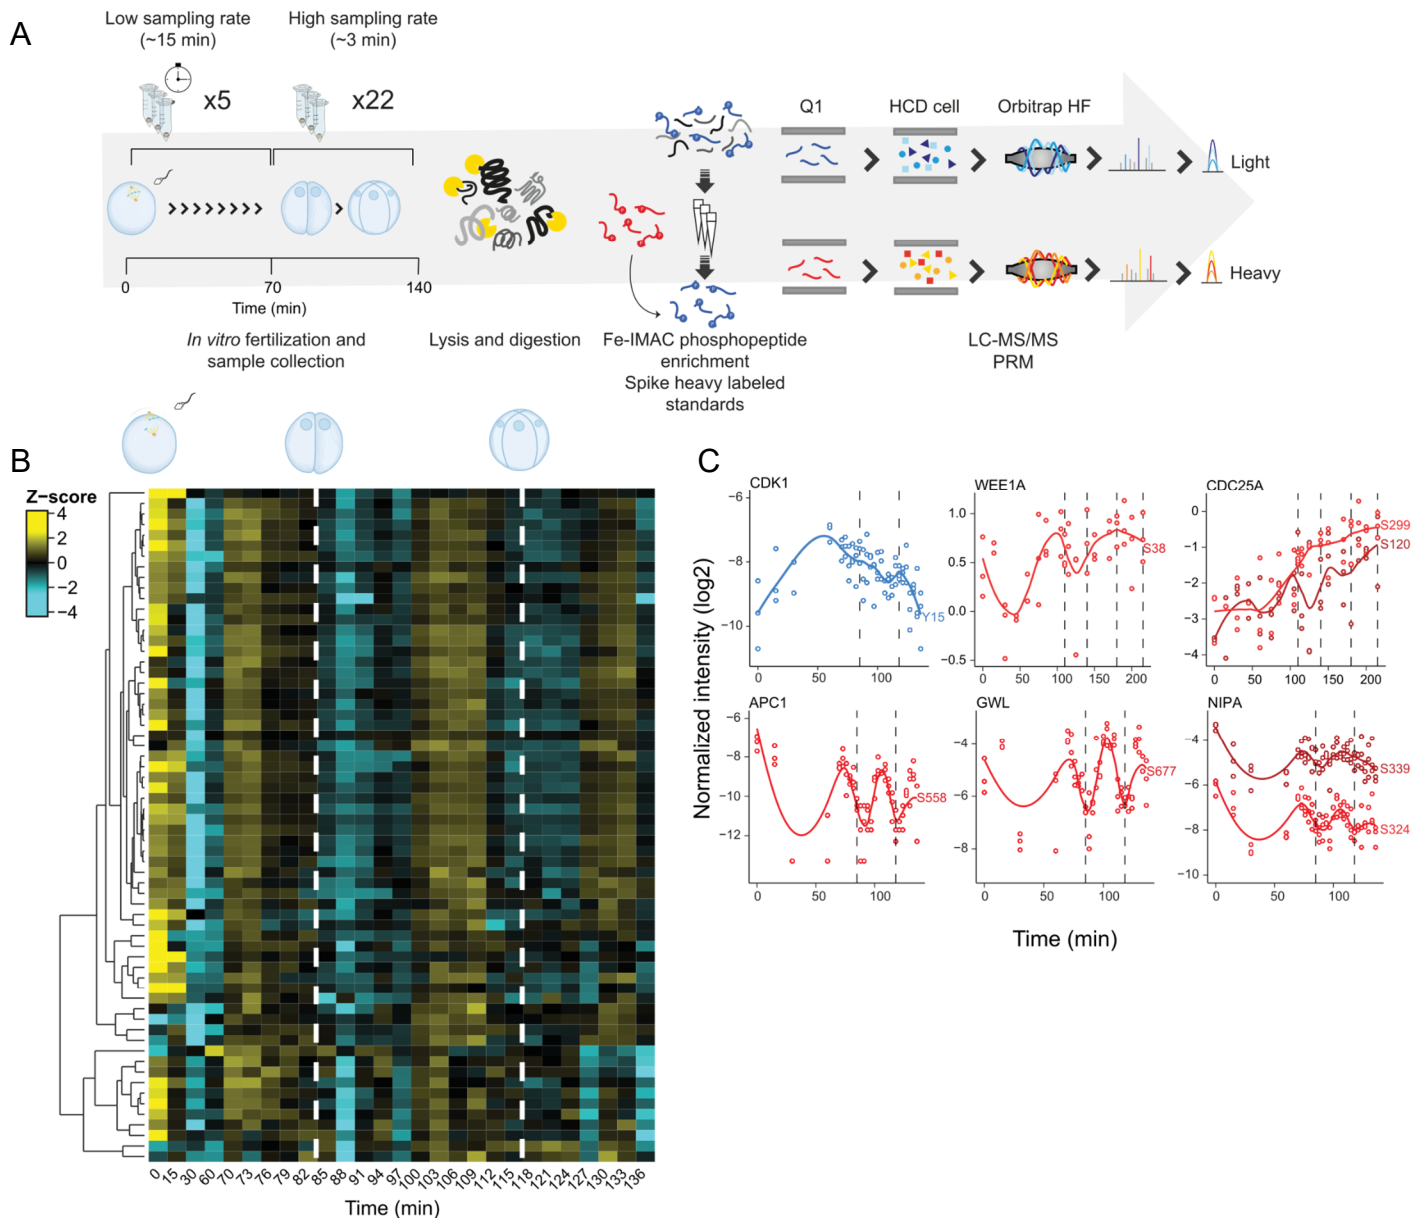 A
Low sampling rate
(~15 min)
High sampling rate
(~3 min)
x5
x22
Q1
HCD cell
Orbitrap HF
Light
Heavy
0
70
140
Time (min)
In vitro fertilization and
sample collection
Lysis and digestion
Fe-IMAC phosphopeptide
enrichment
Spike heavy labeled
standards
LC-MS/MS
PRM
B
Z-score
4
2
0
−2
−4
0 15 30 60 70 73 76 79 82 85 88 91 94 97 100 103 106 109 112 115 118 121 124 127 130 133 136
Time (min)
C
Normalized intensity (log2)
CDK1
−6
−8
−10
Y15
0 50 100
WEE1A
1.0
0.5
0.0
−0.5
S38
0 50 100 150 200
CDC25A
0
−1
−2
−3
−4
S299
S120
0 50 100 150 200
APC1
−6
−8
−10
−12
S558
0 50 100
GWL
−4
−6
−8
S677
0 50 100
NIPA
−4
−6
−8
−10
S339
S324
0 50 100
Time (min)